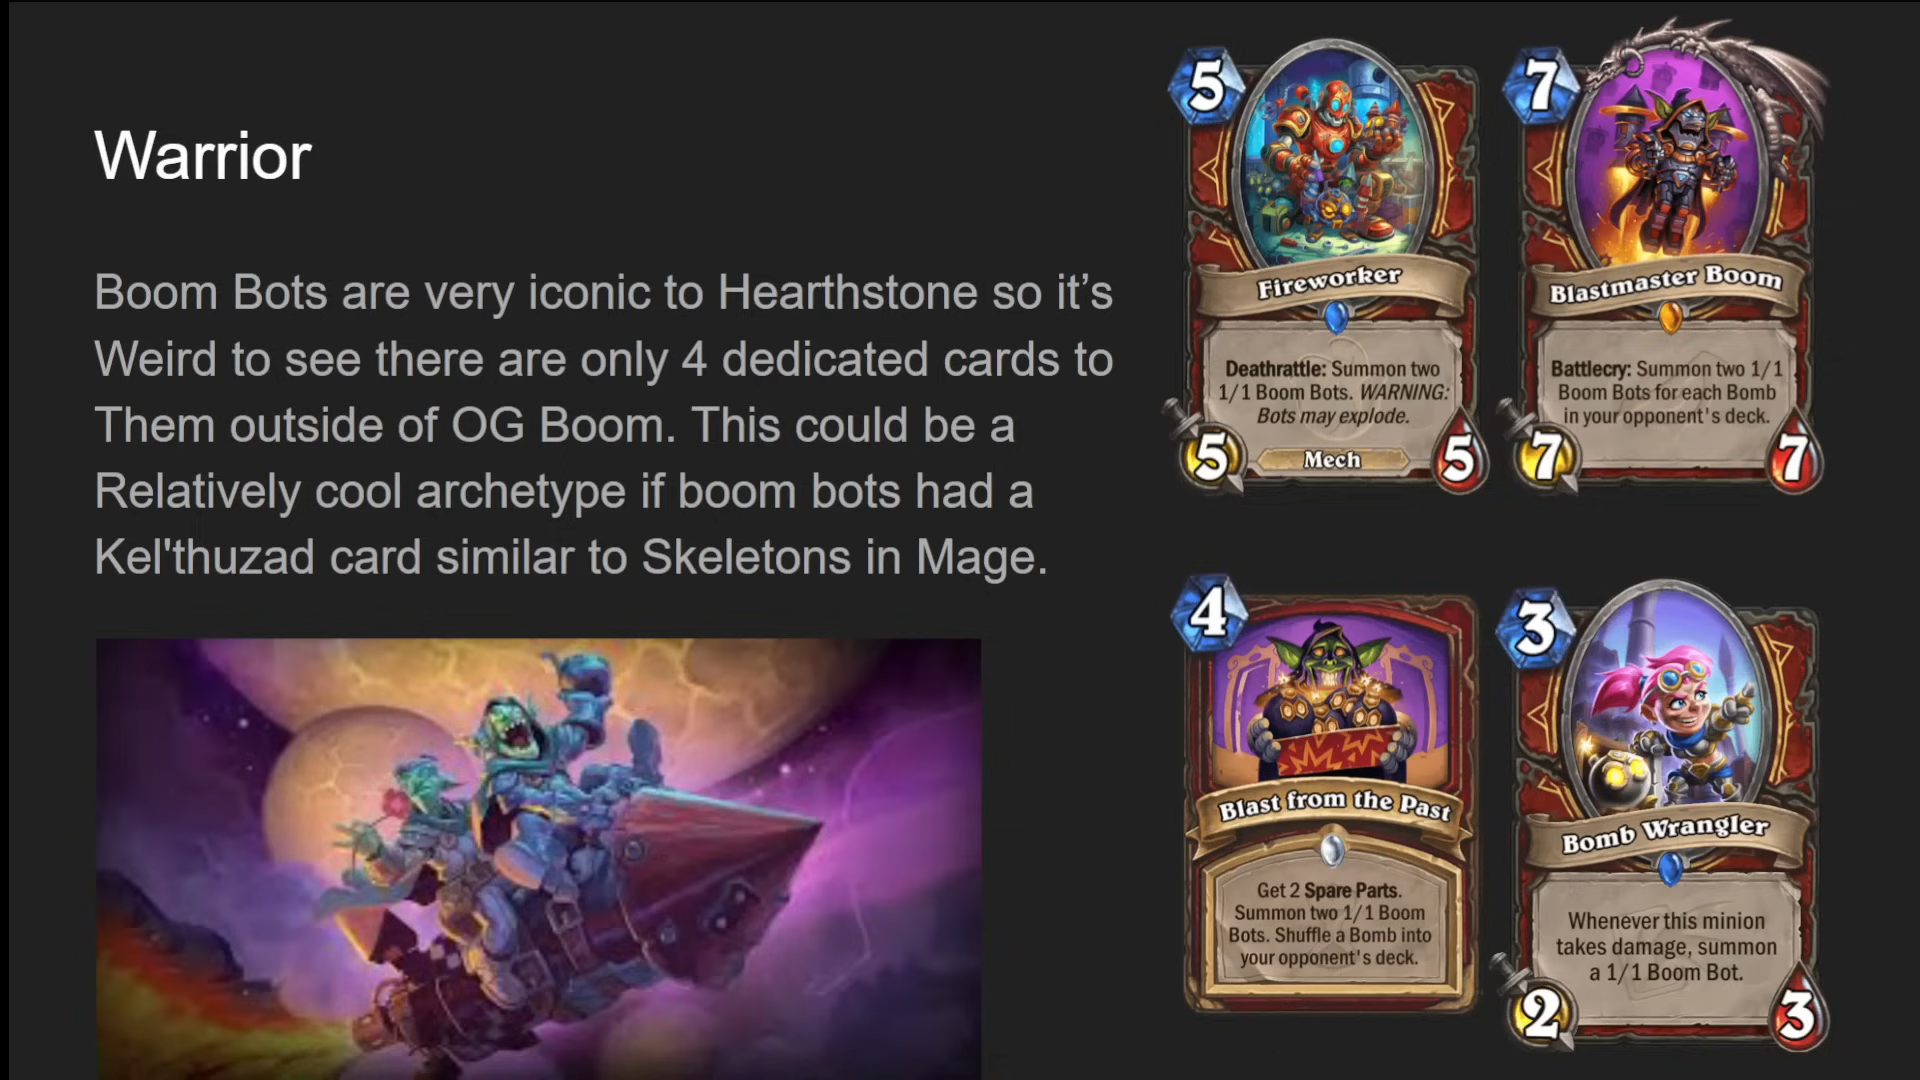 Warrior
Boom Bots are very iconic to Hearthstone so it’s
Weird to see there are only 4 dedicated cards to
Them outside of OG Boom. This could be a
Relatively cool archetype if boom bots had a
Kel'thuzad card similar to Skeletons in Mage.
5
Fireworker
Deathrattle: Summon two
1/1 Boom Bots. WARNING:
Bots may explode.
5
Mech
5
7
Blastmaster Boom
Battlecry: Summon two 1/1
Boom Bots for each Bomb
in your opponent's deck.
7
7
4
Blast from the Past
Get 2 Spare Parts.
Summon two 1/1 Boom
Bots. Shuffle a Bomb into
your opponent's deck.
3
Bomb Wrangler
Whenever this minion
takes damage, summon
a 1/1 Boom Bot.
2
3